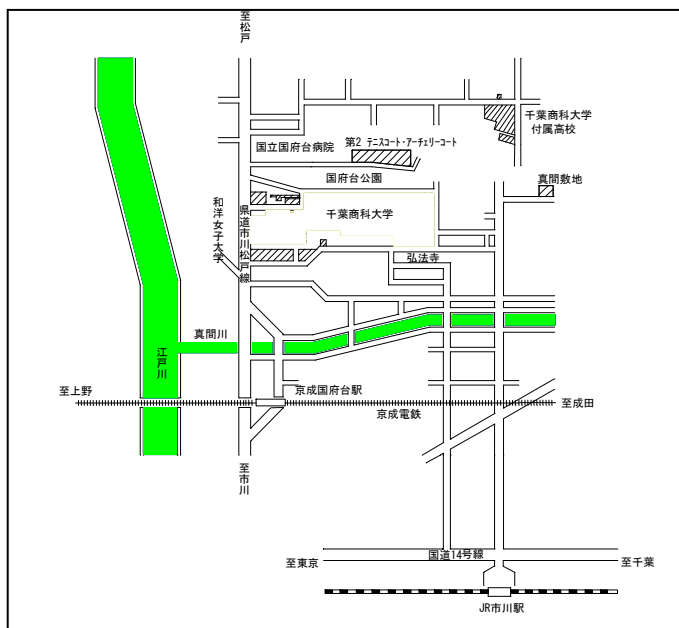 至松戸
千葉商科大学
付属高校
国立国府台病院
第2 テニスコート・アーチェリーコート
国府台公園
真間敷地
和洋女子大学
県道市川松戸線
千葉商科大学
弘法寺
真間川
江戸川
至上野
京成国府台駅
京成電鉄
至成田
至市川
国道14号線
至東京
至千葉
JR市川駅